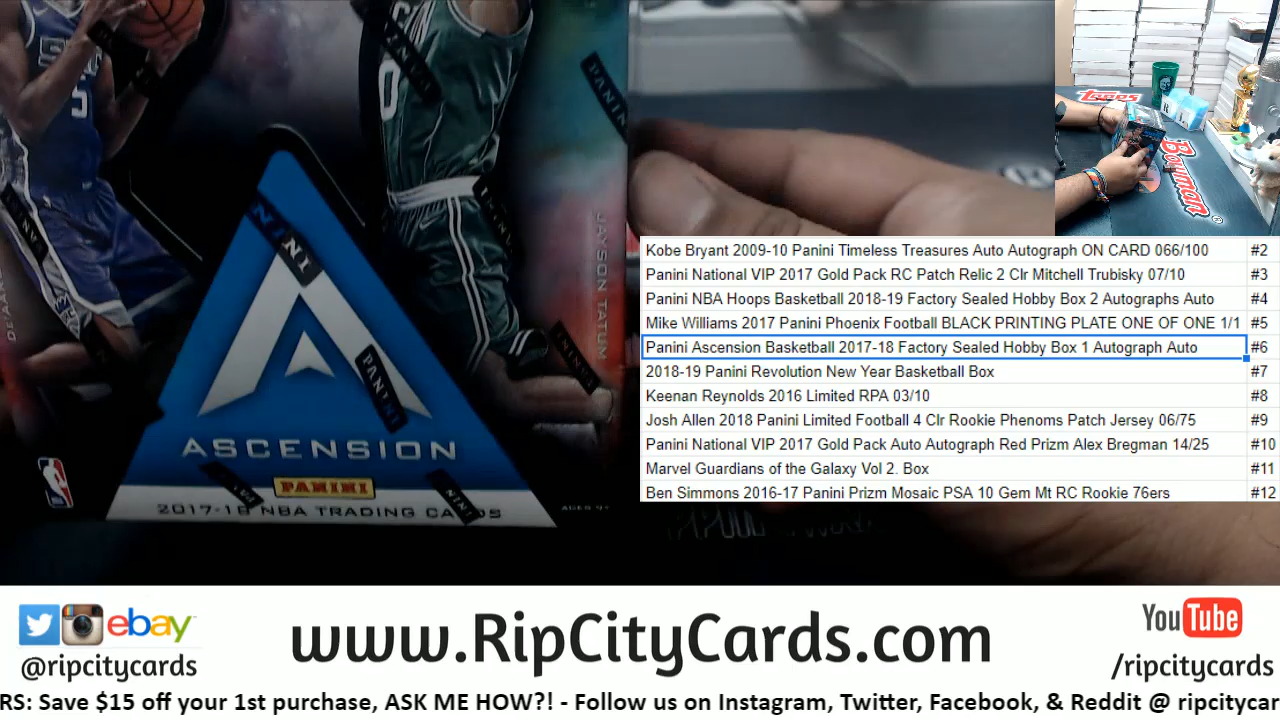 5
0
PANINI
JAYSON TATUM
PANINI
PANINI
PANINI
ASCENSION
PANINI
2017-18 NBA TRADING CARDS
AGES 9+
NBA
Topps
Bowman
Kobe Bryant 2009-10 Panini Timeless Treasures Auto Autograph ON CARD 066/100 #2
Panini National VIP 2017 Gold Pack RC Patch Relic 2 Clr Mitchell Trubisky 07/10 #3
Panini NBA Hoops Basketball 2018-19 Factory Sealed Hobby Box 2 Autographs Auto #4
Mike Williams 2017 Panini Phoenix Football BLACK PRINTING PLATE ONE OF ONE 1/1 #5
Panini Ascension Basketball 2017-18 Factory Sealed Hobby Box 1 Autograph Auto #6
2018-19 Panini Revolution New Year Basketball Box #7
Keenan Reynolds 2016 Limited RPA 03/10 #8
Josh Allen 2018 Panini Limited Football 4 Clr Rookie Phenoms Patch Jersey 06/75 #9
Panini National VIP 2017 Gold Pack Auto Autograph Red Prizm Alex Bregman 14/25 #10
Marvel Guardians of the Galaxy Vol 2. Box #11
Ben Simmons 2016-17 Panini Prizm Mosaic PSA 10 Gem Mt RC Rookie 76ers #12
ebay
@ripcitycards
www.RipCityCards.com
YouTube
/ripcitycards
RS: Save $15 off your 1st purchase, ASK ME HOW?! - Follow us on Instagram, Twitter, Facebook, & Reddit @ ripcitycar